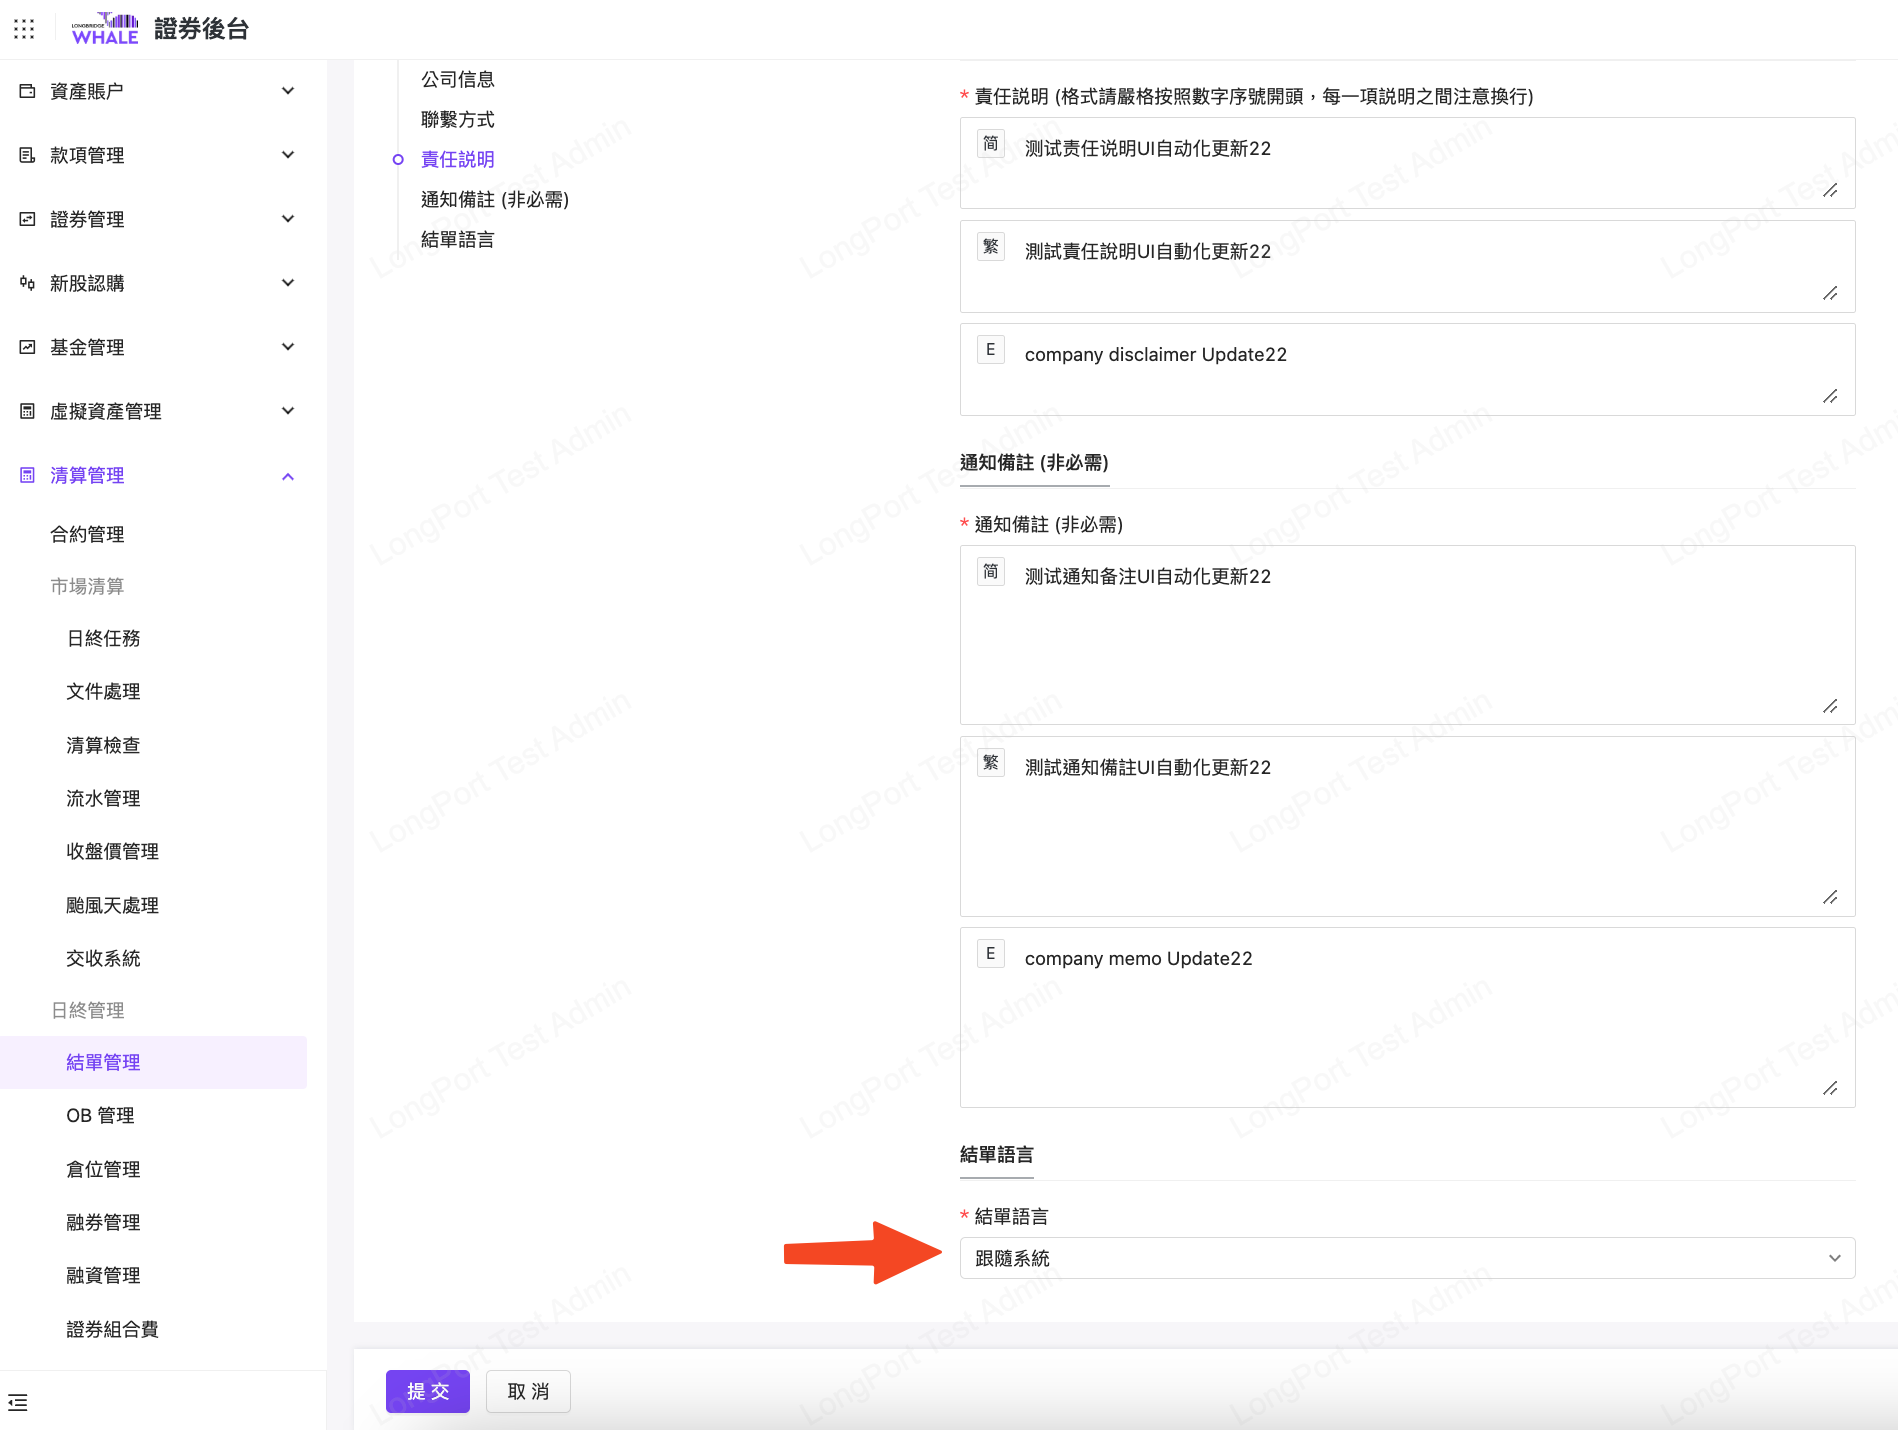 LONGBRIDGE
WHALE
證券後台
資產賬户
款項管理
證券管理
新股認購
基金管理
虛擬資產管理
清算管理
合約管理
市場清算
日終任務
文件處理
清算檢查
流水管理
收盤價管理
颱風天處理
交收系統
日終管理
結單管理
OB 管理
倉位管理
融券管理
融資管理
證券組合費
公司信息
聯繫方式
責任説明
通知備註 (非必需)
結單語言
* 責任説明 (格式請嚴格按照數字序號開頭，每一項説明之間注意換行)
简 测试责任说明UI自动化更新22
繁 測試責任說明UI自動化更新22
E company disclaimer Update22
通知備註 (非必需)
* 通知備註 (非必需)
简 测试通知备注UI自动化更新22
繁 測試通知備註UI自動化更新22
E company memo Update22
結單語言
* 結單語言
跟隨系統
提 交
取 消
LongPort Test Admin